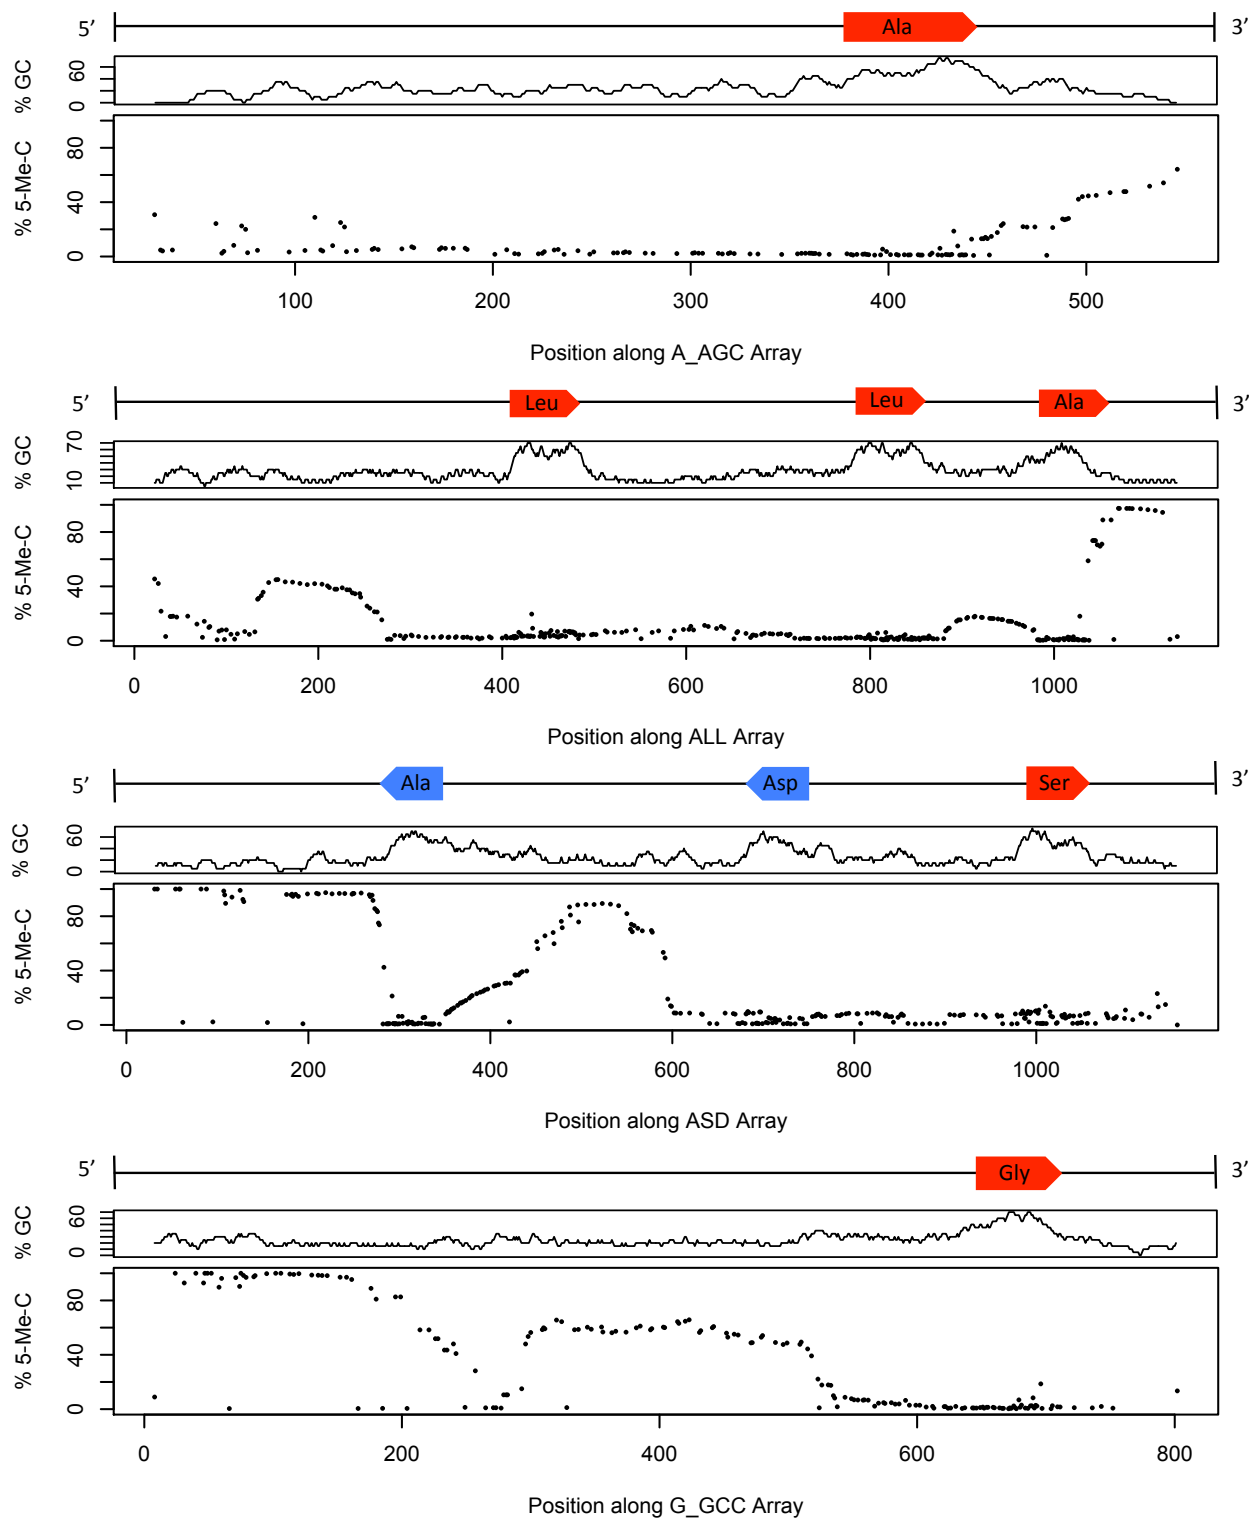 5’ Ala 3’
% GC 0 60
% 5-Me-C 0 40 80
100 200 300 400 500
Position along A_AGC Array
5’ Leu Leu Ala 3’
% GC 10 70
% 5-Me-C 0 40 80
0 200 400 600 800 1000
Position along ALL Array
5’ Ala Asp Ser 3’
% GC 0 60
% 5-Me-C 0 40 80
0 200 400 600 800 1000
Position along ASD Array
5’ Gly 3’
% GC 0 60
% 5-Me-C 0 40 80
0 200 400 600 800
Position along G_GCC Array